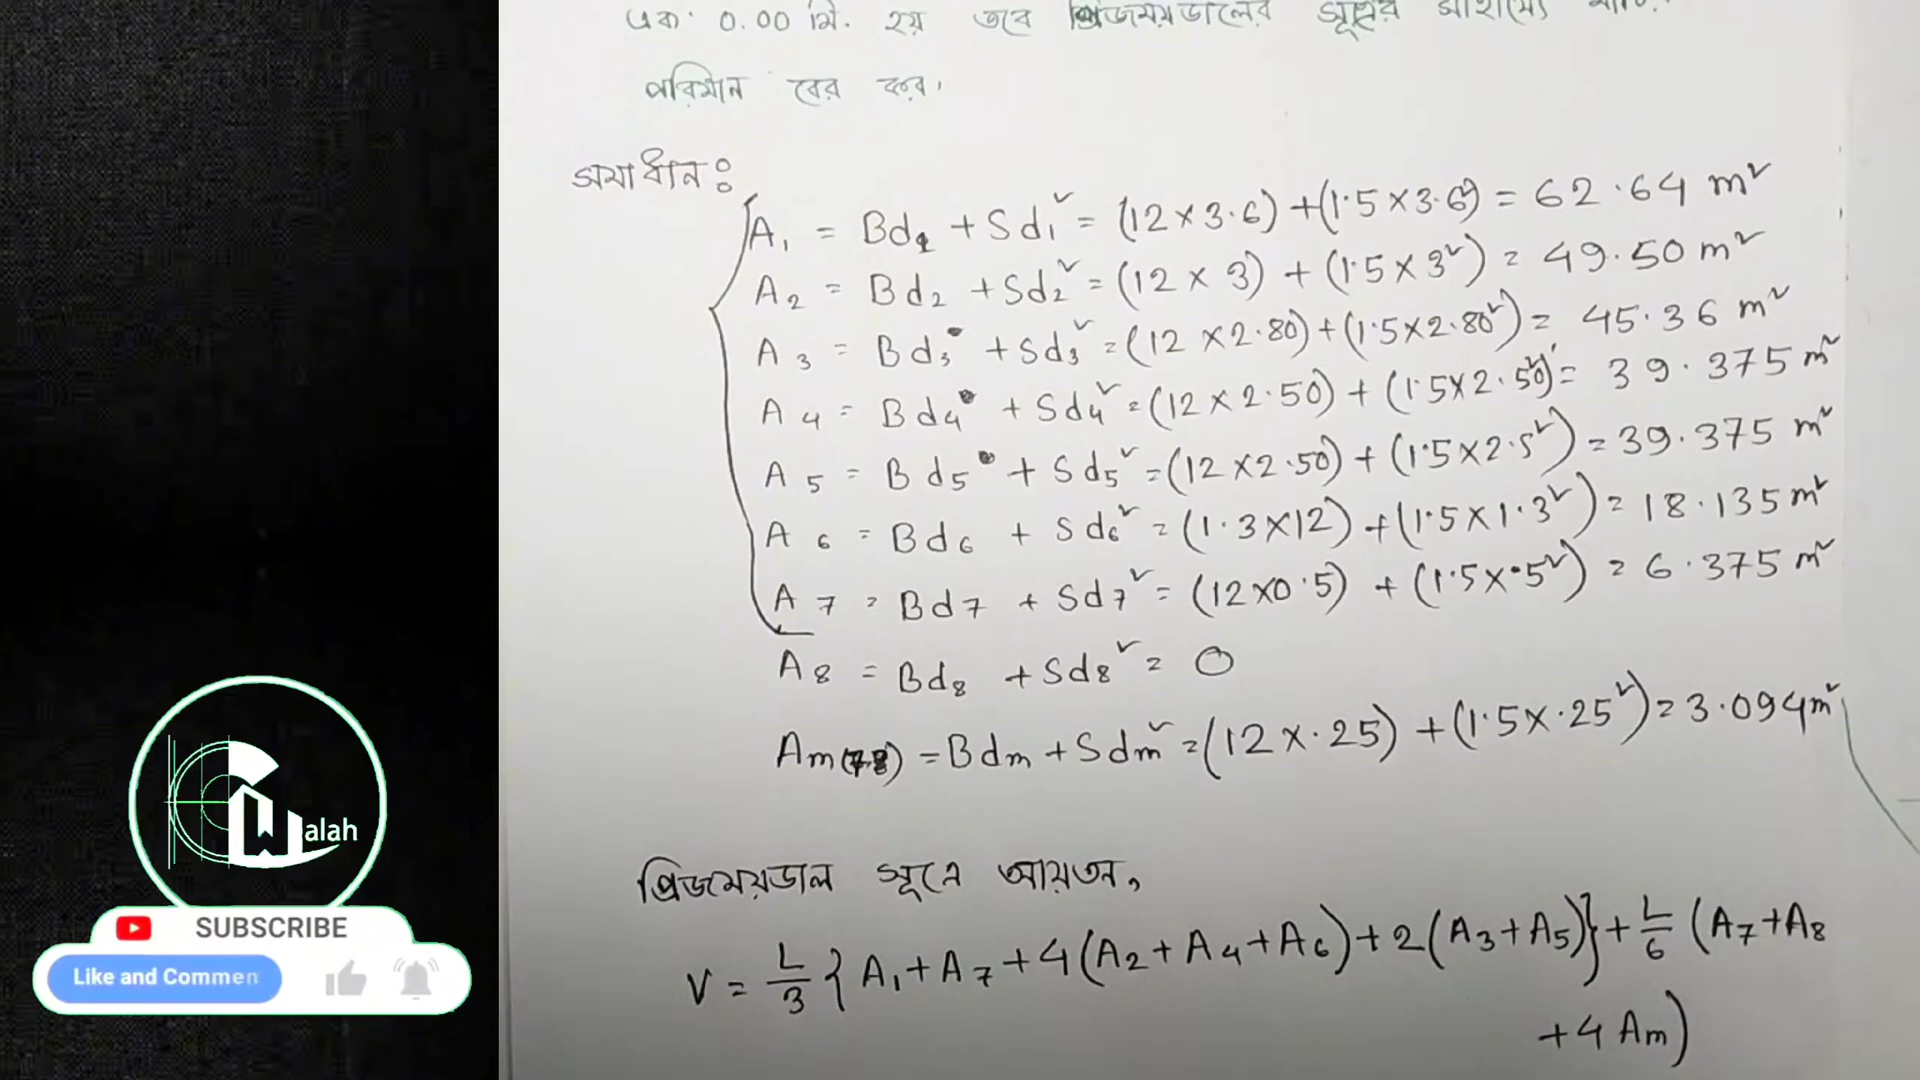 এবং 0.00 মি. হয় তবে প্রিজময়ডালের সূত্রের সাহায্যে
পরিমান বের কর।
সমাধান:
A₁ = Bd₁ + Sd₁² = (12 × 3.6) + (1.5 × 3.6²) = 62.64 m²
A₂ = Bd₂ + Sd₂² = (12 × 3) + (1.5 × 3²) = 49.50 m²
A₃ = Bd₃ + Sd₃² = (12 × 2.80) + (1.5 × 2.80²) = 45.36 m²
A₄ = Bd₄ + Sd₄² = (12 × 2.50) + (1.5 × 2.50²) = 39.375 m²
A₅ = Bd₅ + Sd₅² = (12 × 2.50) + (1.5 × 2.5²) = 39.375 m²
A₆ = Bd₆ + Sd₆² = (1.3 × 12) + (1.5 × 1.3²) = 18.135 m²
A₇ = Bd₇ + Sd₇² = (12 × 0.5) + (1.5 × .5²) = 6.375 m²
A₈ = Bd₈ + Sd₈² = 0
Am(78) = Bdm + Sdm² = (12 × .25) + (1.5 × .25²) = 3.094 m²
প্রিজময়ডাল সূত্রে আয়তন,
V = L/3 {A₁ + A₇ + 4(A₂ + A₄ + A₆) + 2(A₃ + A₅)} + L/6 (A₇ + A₈
+ 4 Am)
Walah
SUBSCRIBE
Like and Commen